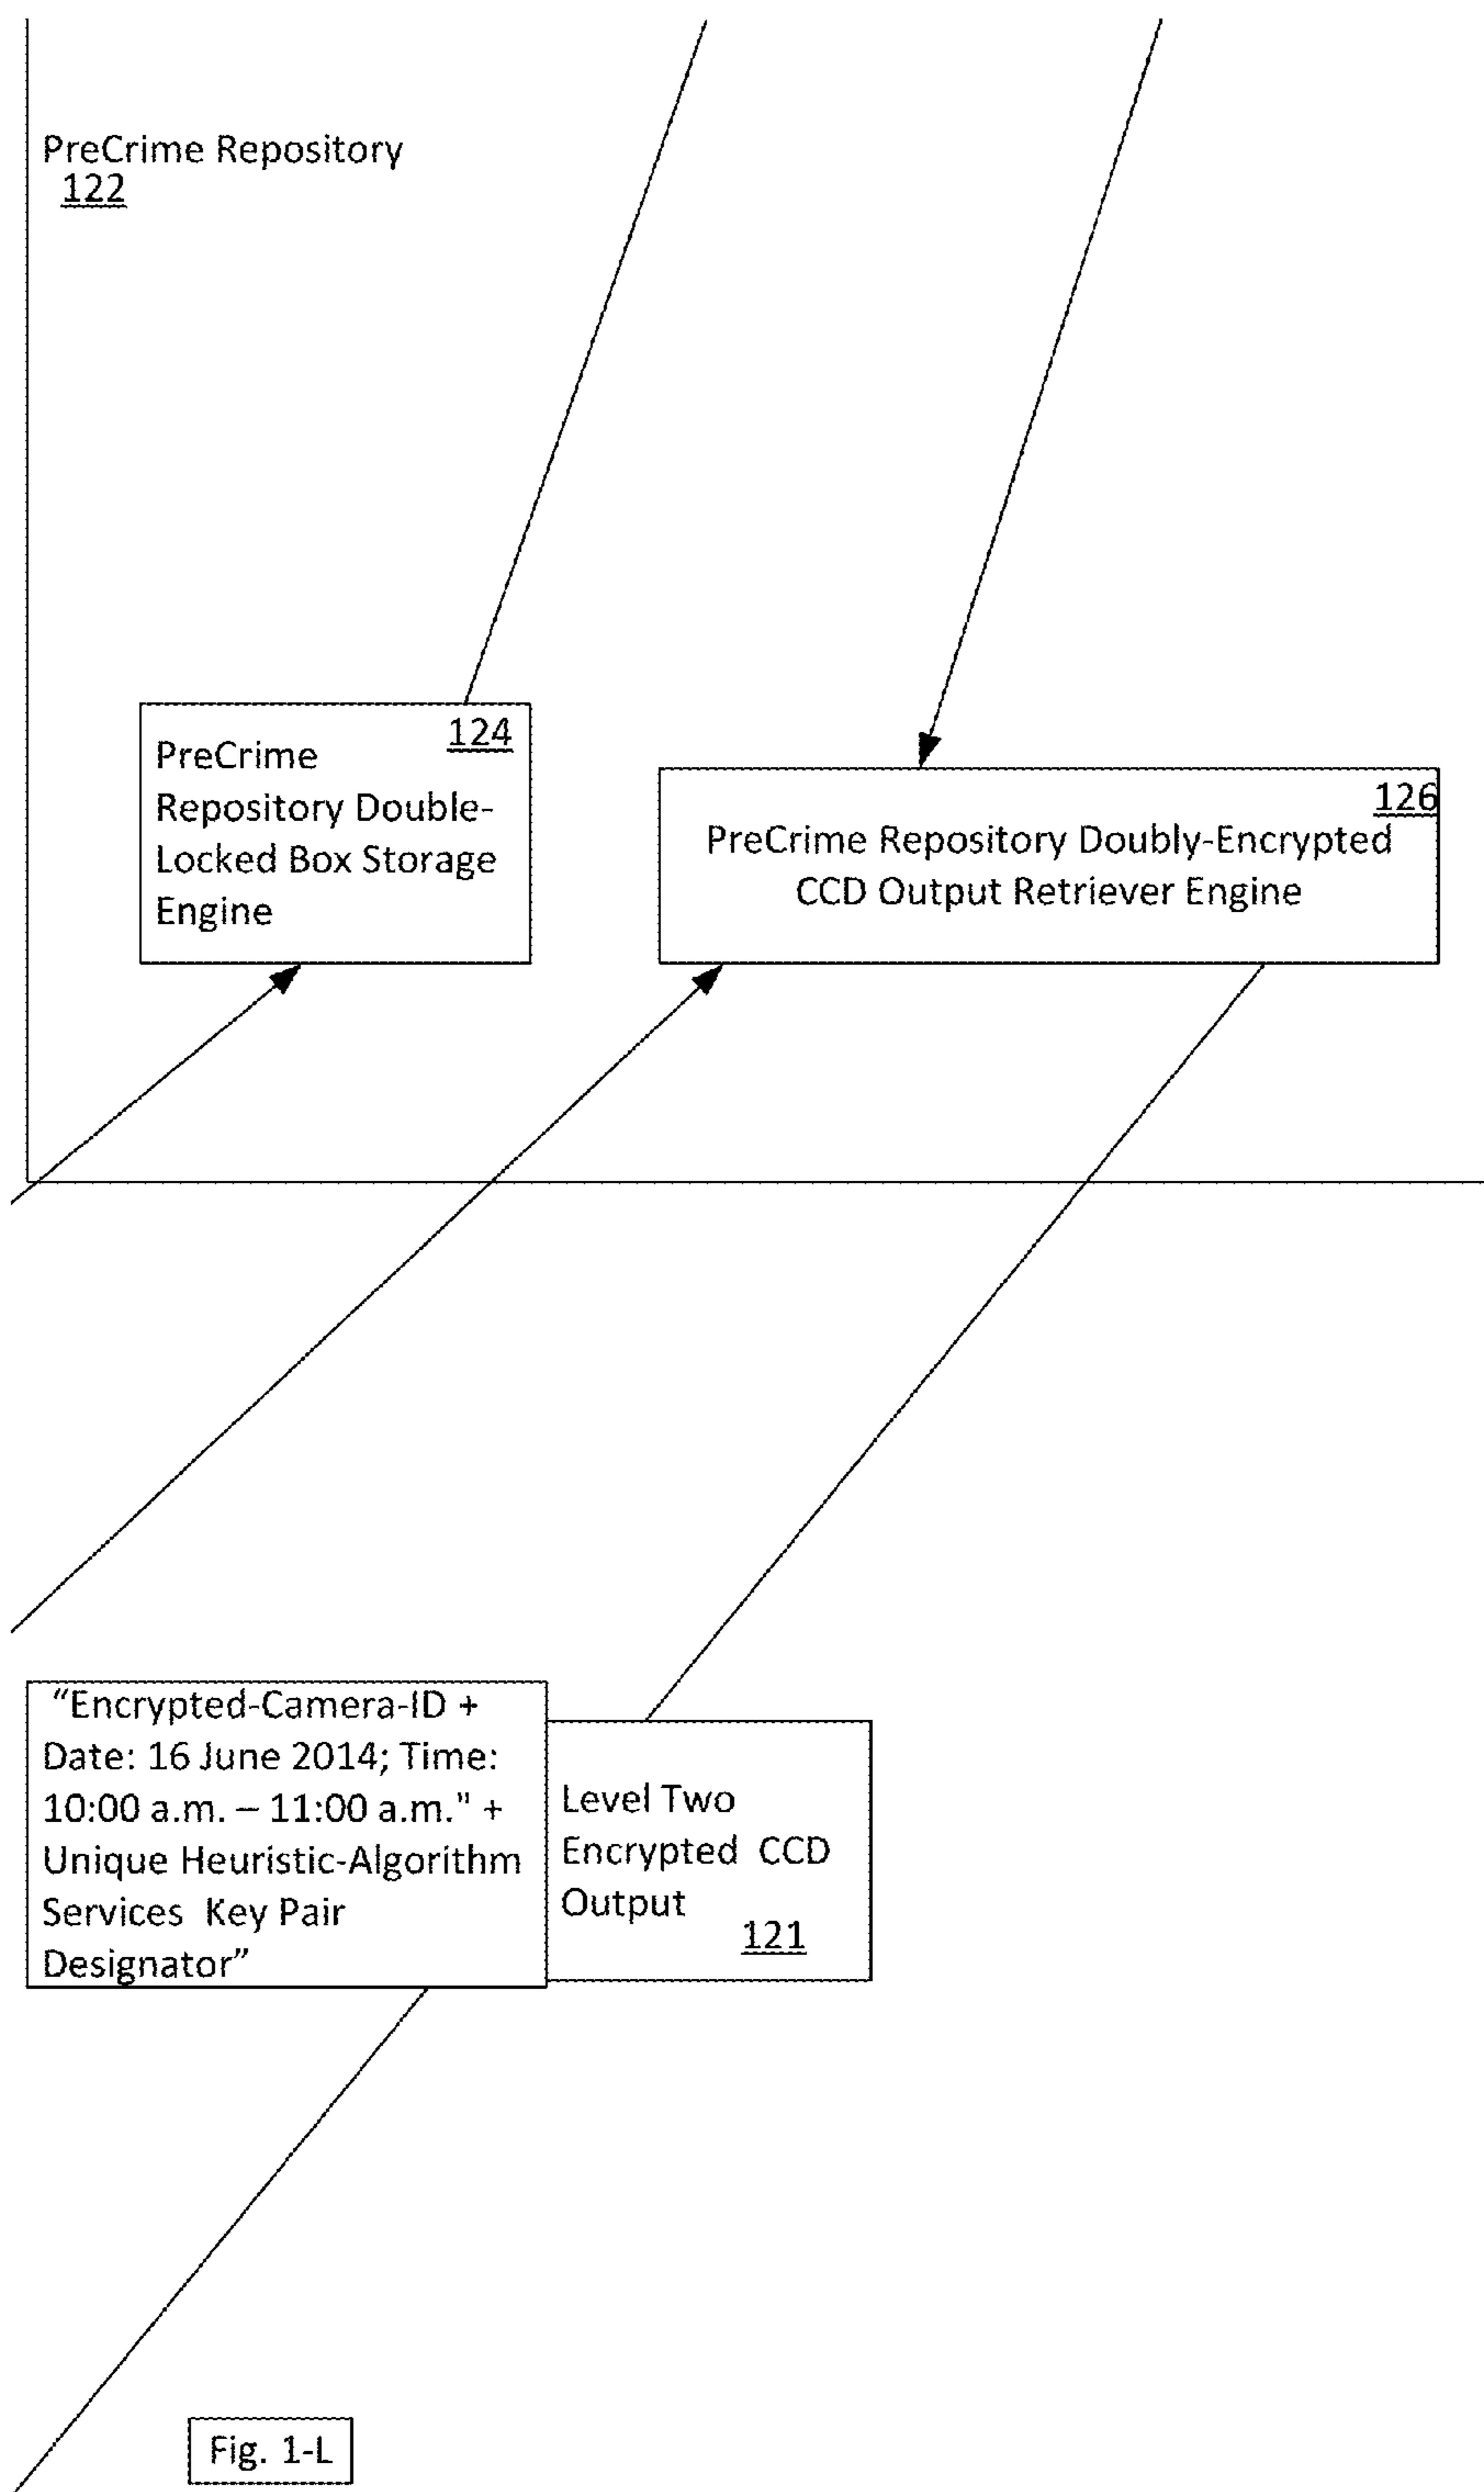 PreCrime Repository
122
124
PreCrime
Repository Double-
Locked Box Storage
Engine
126
PreCrime Repository Doubly-Encrypted
CCD Output Retriever Engine
“Encrypted-Camera-ID +
Date: 16 June 2014; Time:
10:00 a.m. – 11:00 a.m." +
Unique Heuristic-Algorithm
Services  Key Pair
Designator”
Level Two
Encrypted  CCD
Output
121
Fig. 1-L